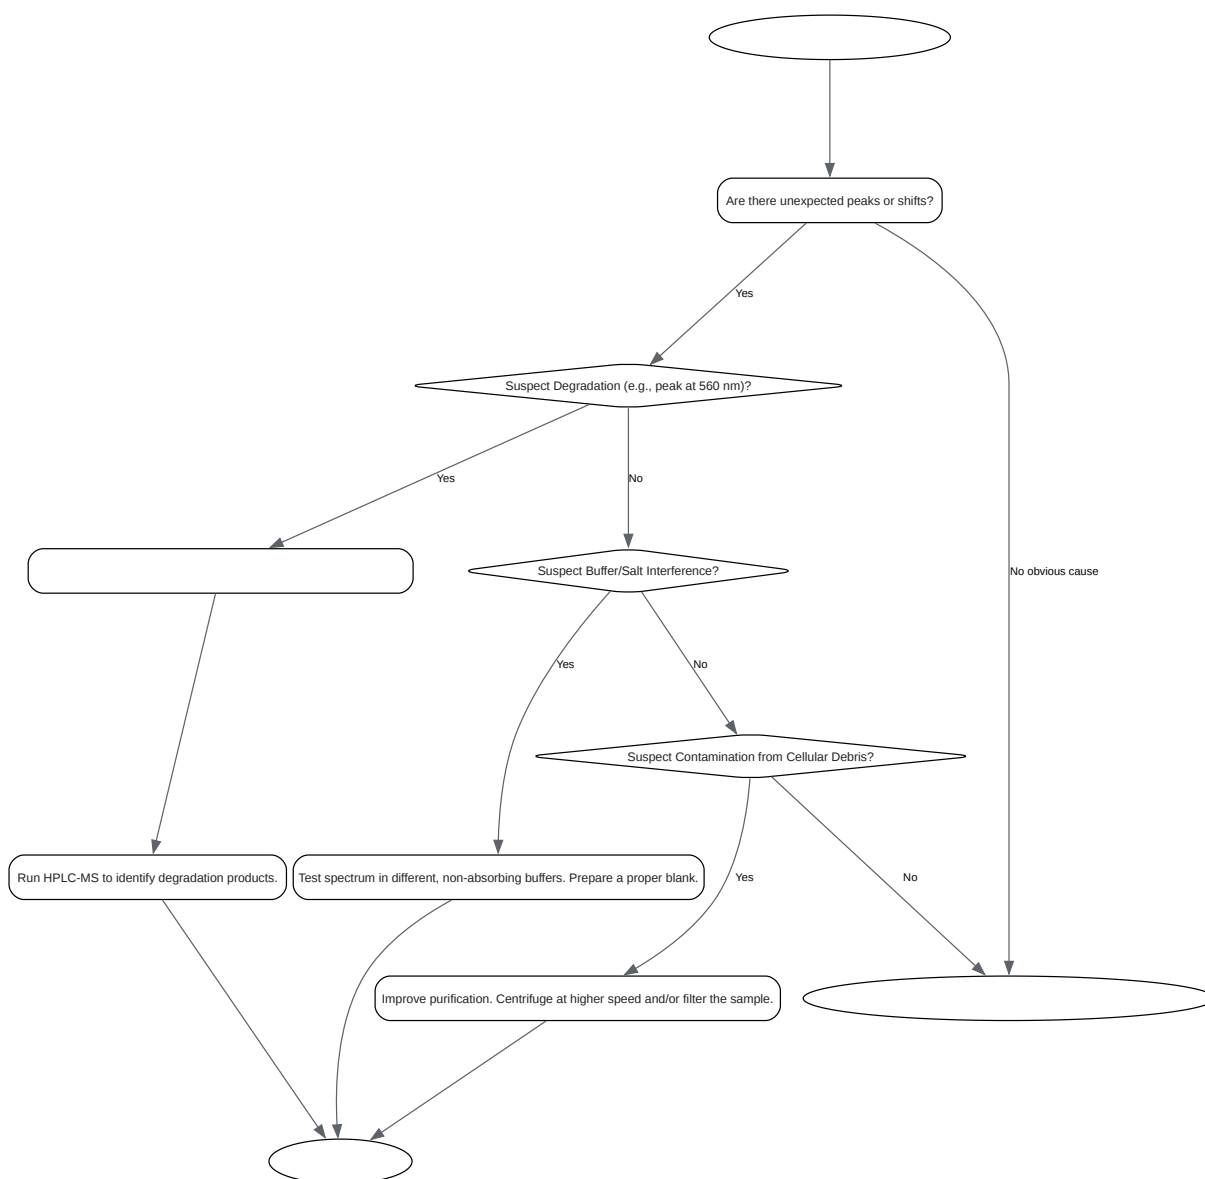 Are there unexpected peaks or shifts?
Yes
Suspect Degradation (e.g., peak at 560 nm)?
Yes
No
Suspect Buffer/Salt Interference?
No obvious cause
Yes
No
Suspect Contamination from Cellular Debris?
Run HPLC-MS to identify degradation products.
Test spectrum in different, non-absorbing buffers. Prepare a proper blank.
Yes
No
Improve purification. Centrifuge at higher speed and/or filter the sample.